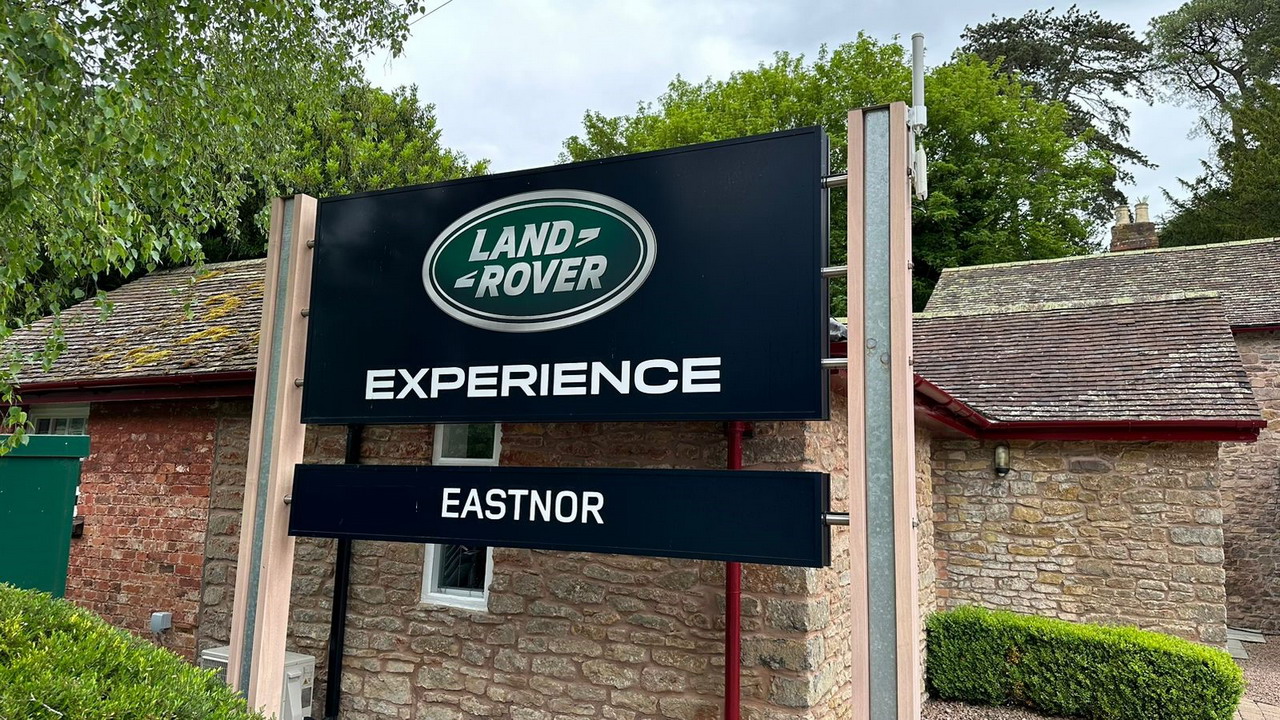 LAND-
-ROVER
EXPERIENCE
EASTNOR